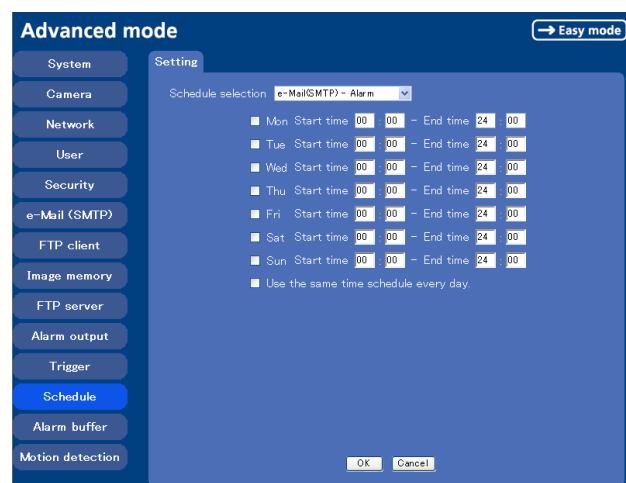 Advanced mode
→ Easy mode
System
Camera
Network
User
Security
e-Mail (SMTP)
FTP client
Image memory
FTP server
Alarm output
Trigger
Schedule
Alarm buffer
Motion detection
Setting
Schedule selection e-Mail(SMTP) - Alarm
Mon Start time 00 : 00 - End time 24 : 00
Tue Start time 00 : 00 - End time 24 : 00
Wed Start time 00 : 00 - End time 24 : 00
Thu Start time 00 : 00 - End time 24 : 00
Fri Start time 00 : 00 - End time 24 : 00
Sat Start time 00 : 00 - End time 24 : 00
Sun Start time 00 : 00 - End time 24 : 00
Use the same time schedule every day.
OK Cancel